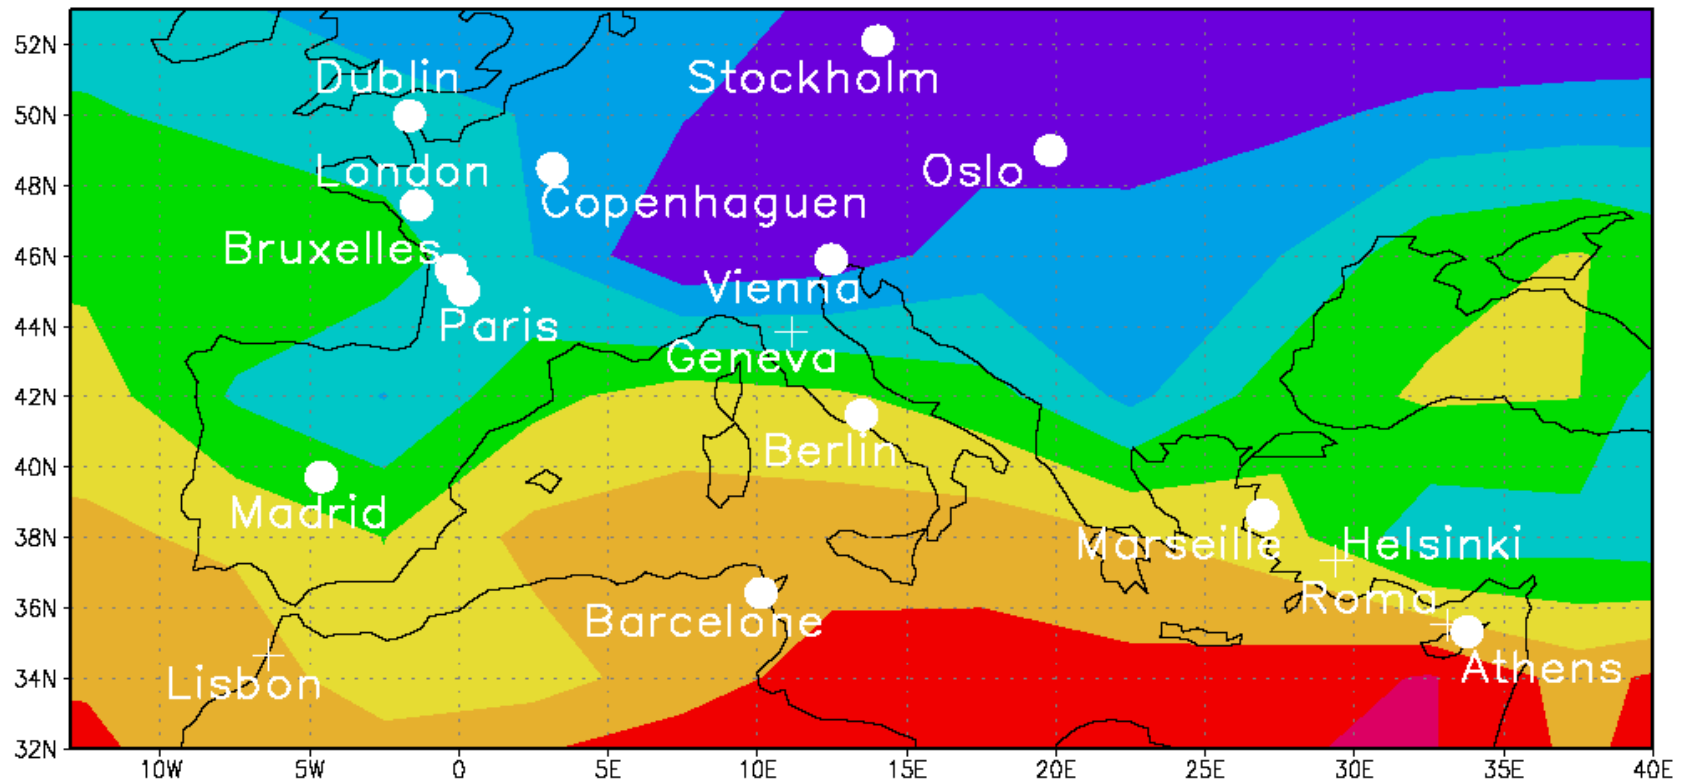 52N
Dublin
Stockholm
50N
London
Oslo
48N
Copenhaguen
Bruxelles
46N
Vienna
Paris
44N
Geneva
42N
Berlin
40N
Madrid
38N
Marseille
Helsinki
Roma
36N
Barcelone
Athens
34N
Lisbon
32N
10W 5W 0 5E 10E 15E 20E 25E 30E 35E 40E